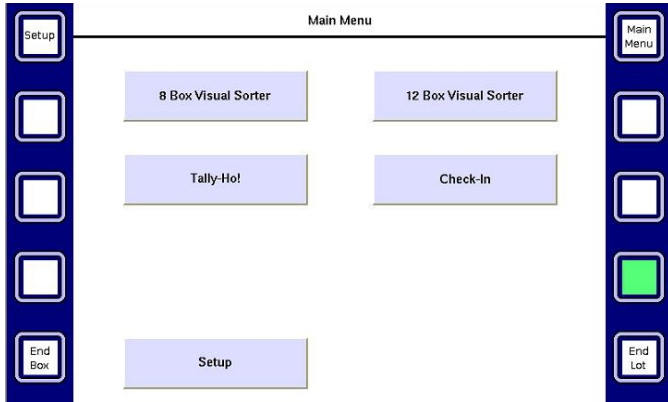 Setup
Main Menu
Main
Menu
8 Box Visual Sorter
12 Box Visual Sorter
Tally-Ho!
Check-In
End
Box
Setup
End
Lot